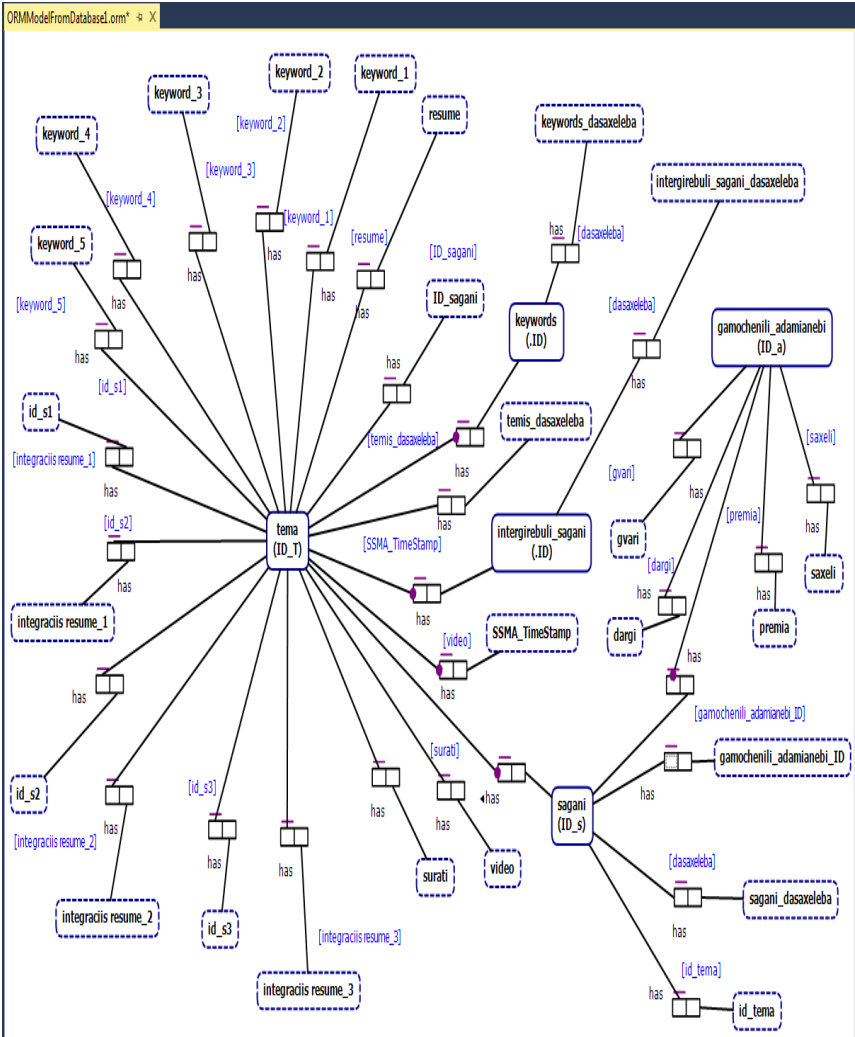 ORMModelFromDatabase1.orm*
keyword_2
keyword_1
keyword_3
resume
keyword_4
[keyword_2]
keywords_dasaxeleba
[keyword_3]
intergirebuli_sagani_dasaxeleba
[keyword_4]
[keyword_1]
has
[dasaxeleba]
keyword_5
[resume]
[ID_sagani]
has
has
has
has
has
ID_sagani
[keyword_5]
[dasaxeleba]
keywords
(.ID)
gamochenili_adamianebi
(ID_a)
has
has
has
[id_s1]
id_s1
temis_dasaxeleba
[temis_dasaxeleba]
[saxeli]
[integraciis resume_1]
has
has
[gvari]
has
[id_s2]
tema
(ID_T)
has
[premia]
has
[SSMA_TimeStamp]
intergirebuli_sagani
(.ID)
gvari
[dargi]
saxeli
has
has
has
integraciis resume_1
has
SSMA_TimeStamp
dargi
premia
[video]
has
has
has
[gamochenili_adamianebi_ID]
[surati]
gamochenili_adamianebi_ID
id_s2
[id_s3]
has
has
has
has
sagani
(ID_s)
has
[integraciis resume_2]
has
has
has
[dasaxeleba]
surati
video
sagani_dasaxeleba
integraciis resume_2
id_s3
has
[integraciis resume_3]
[id_tema]
integraciis resume_3
has
id_tema